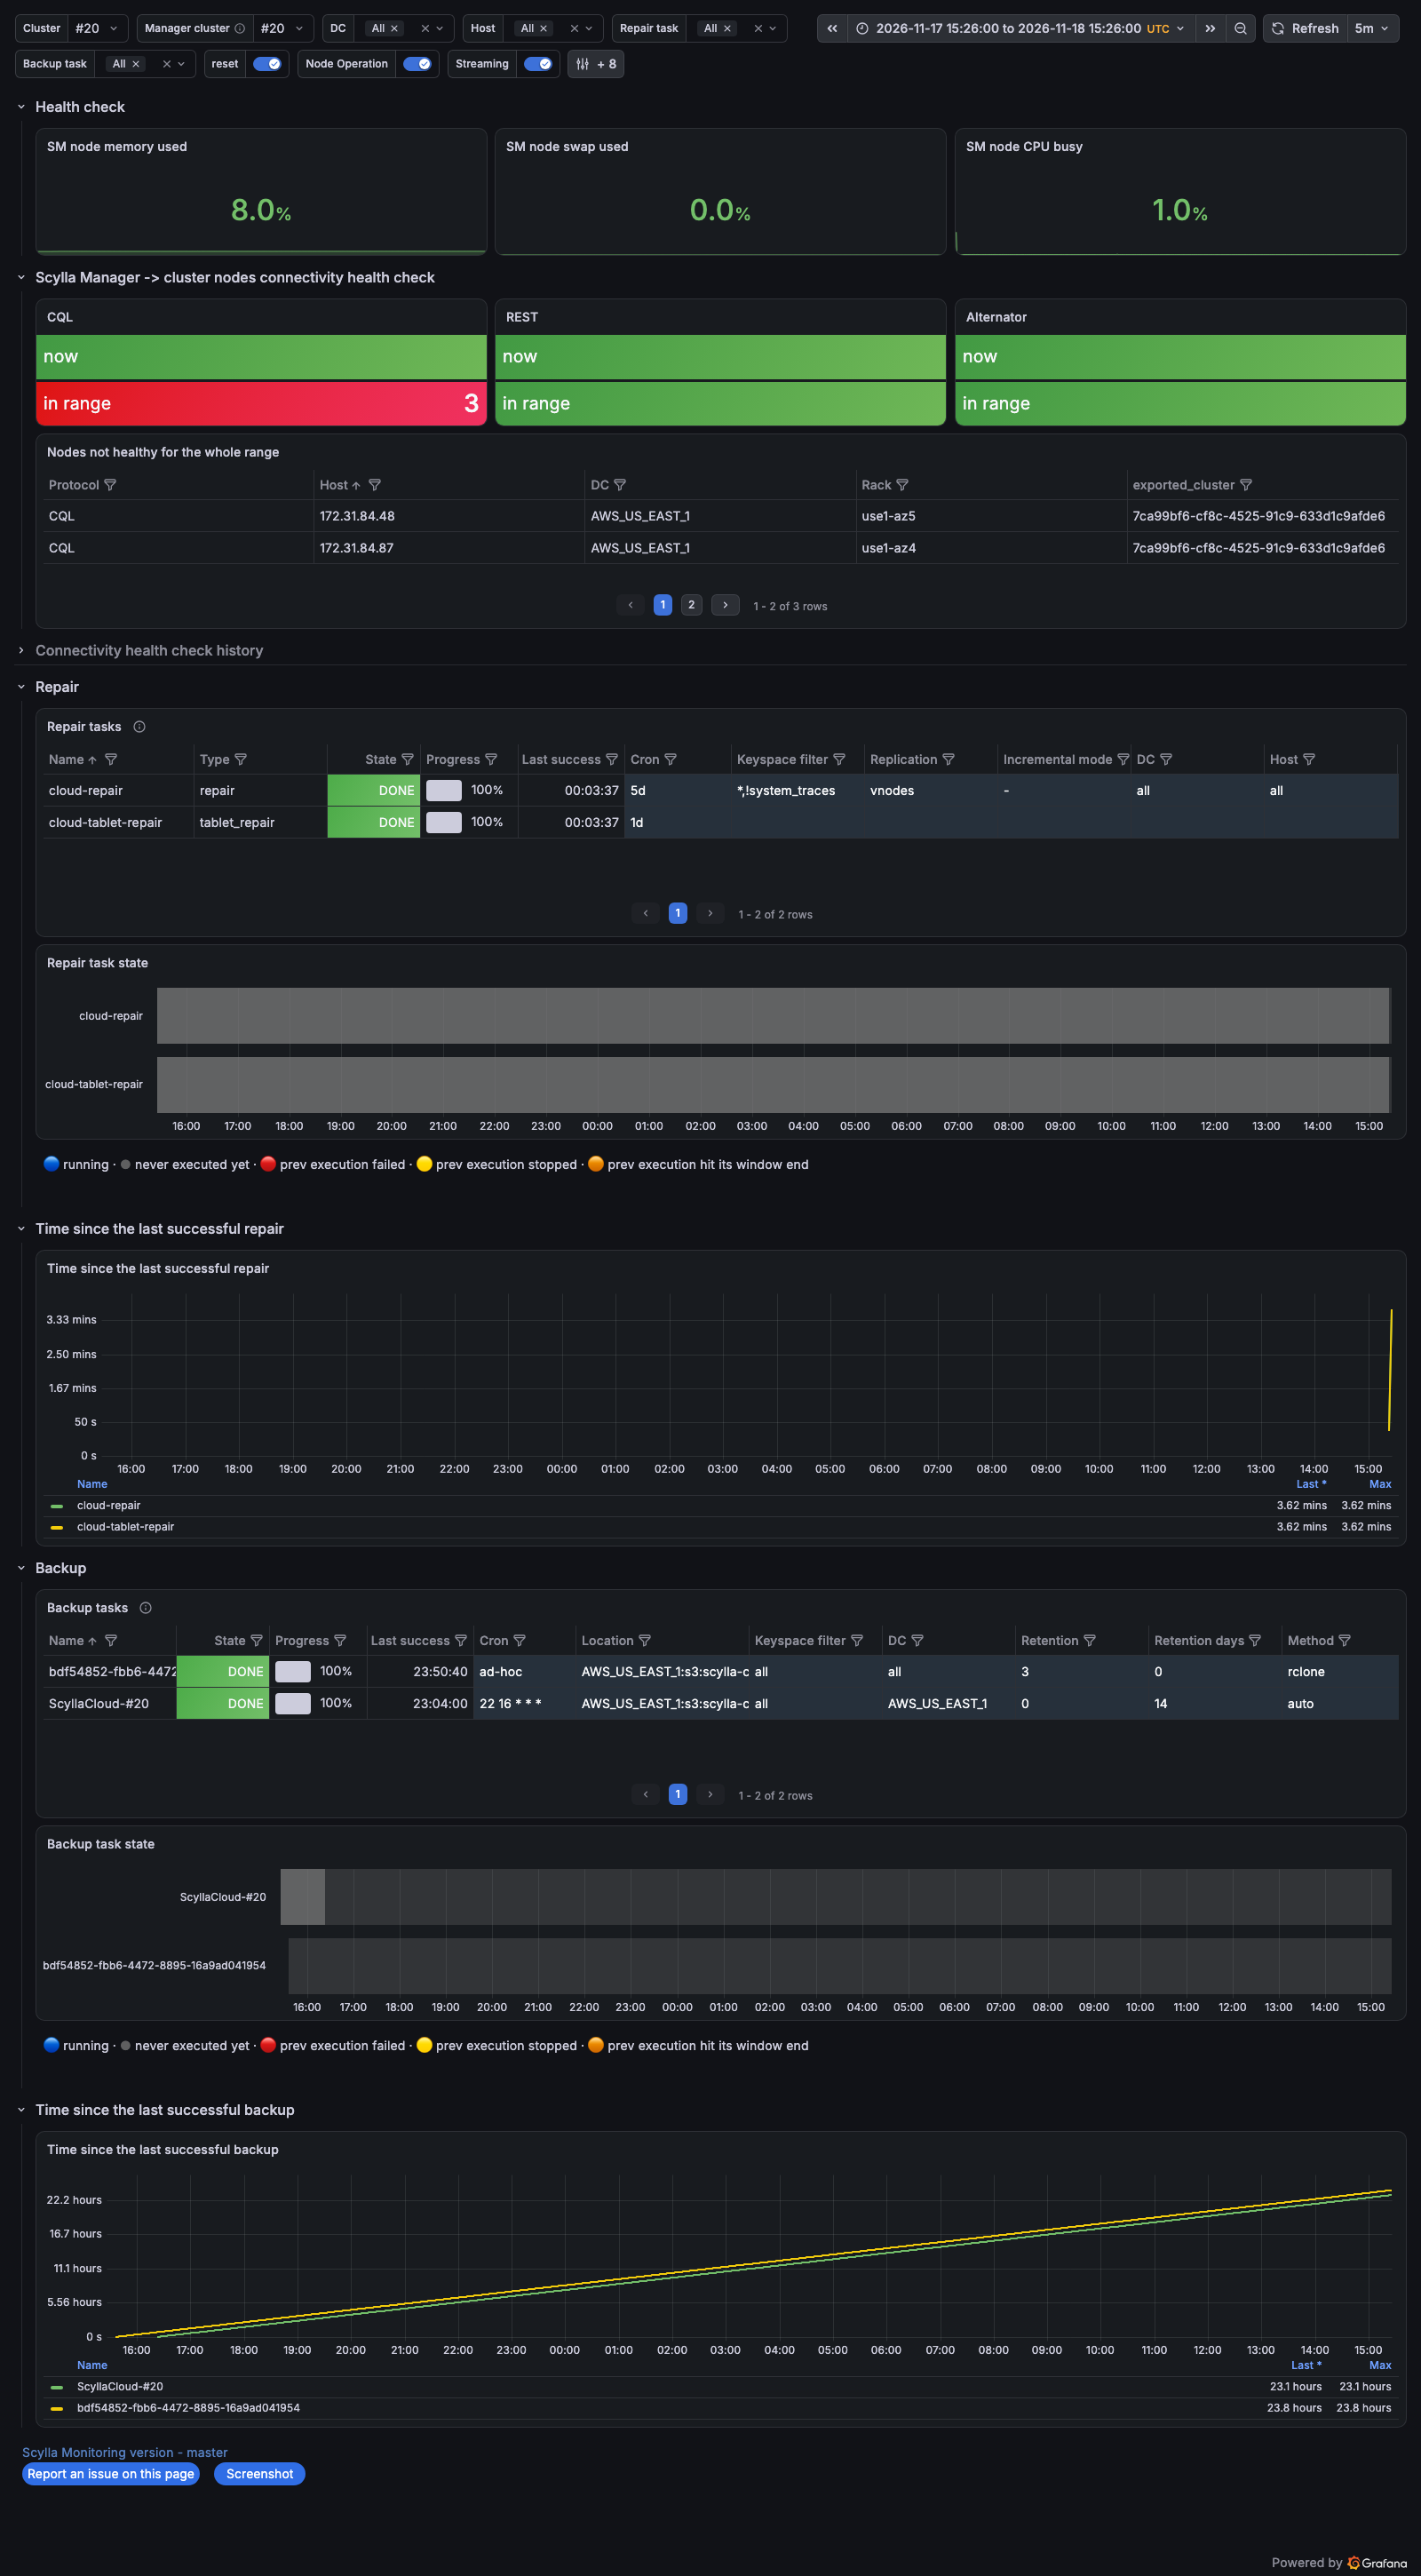 Cluster #20 Manager cluster #20 DC All Host All Repair task All 2026-11-17 15:26:00 to 2026-11-18 15:26:00 UTC Refresh 5m
Backup task All reset Node Operation Streaming + 8
Health check
SM node memory used
8.0%
SM node swap used
0.0%
SM node CPU busy
1.0%
Scylla Manager -> cluster nodes connectivity health check
CQL
now
in range 3
REST
now
in range
Alternator
now
in range
Nodes not healthy for the whole range
Protocol Host DC Rack exported_cluster
CQL 172.31.84.48 AWS_US_EAST_1 use1-az5 7ca99bf6-cf8c-4525-91c9-633d1c9afde6
CQL 172.31.84.87 AWS_US_EAST_1 use1-az4 7ca99bf6-cf8c-4525-91c9-633d1c9afde6
1 2 1 - 2 of 3 rows
Connectivity health check history
Repair
Repair tasks
Name Type State Progress Last success Cron Keyspace filter Replication Incremental mode DC Host
cloud-repair repair DONE 100% 00:03:37 5d *,!system_traces vnodes - all all
cloud-tablet-repair tablet_repair DONE 100% 00:03:37 1d
1 1 - 2 of 2 rows
Repair task state
cloud-repair
cloud-tablet-repair
16:00 17:00 18:00 19:00 20:00 21:00 22:00 23:00 00:00 01:00 02:00 03:00 04:00 05:00 06:00 07:00 08:00 09:00 10:00 11:00 12:00 13:00 14:00 15:00
running · never executed yet · prev execution failed · prev execution stopped · prev execution hit its window end
Time since the last successful repair
Time since the last successful repair
3.33 mins
2.50 mins
1.67 mins
50 s
0 s
16:00 17:00 18:00 19:00 20:00 21:00 22:00 23:00 00:00 01:00 02:00 03:00 04:00 05:00 06:00 07:00 08:00 09:00 10:00 11:00 12:00 13:00 14:00 15:00
Name Last * Max
cloud-repair 3.62 mins 3.62 mins
cloud-tablet-repair 3.62 mins 3.62 mins
Backup
Backup tasks
Name State Progress Last success Cron Location Keyspace filter DC Retention Retention days Method
bdf54852-fbb6-4472 DONE 100% 23:50:40 ad-hoc AWS_US_EAST_1:s3:scylla-c all all 3 0 rclone
ScyllaCloud-#20 DONE 100% 23:04:00 22 16 * * * AWS_US_EAST_1:s3:scylla-c all AWS_US_EAST_1 0 14 auto
1 1 - 2 of 2 rows
Backup task state
ScyllaCloud-#20
bdf54852-fbb6-4472-8895-16a9ad041954
16:00 17:00 18:00 19:00 20:00 21:00 22:00 23:00 00:00 01:00 02:00 03:00 04:00 05:00 06:00 07:00 08:00 09:00 10:00 11:00 12:00 13:00 14:00 15:00
running · never executed yet · prev execution failed · prev execution stopped · prev execution hit its window end
Time since the last successful backup
Time since the last successful backup
22.2 hours
16.7 hours
11.1 hours
5.56 hours
0 s
16:00 17:00 18:00 19:00 20:00 21:00 22:00 23:00 00:00 01:00 02:00 03:00 04:00 05:00 06:00 07:00 08:00 09:00 10:00 11:00 12:00 13:00 14:00 15:00
Name Last * Max
ScyllaCloud-#20 23.1 hours 23.1 hours
bdf54852-fbb6-4472-8895-16a9ad041954 23.8 hours 23.8 hours
Scylla Monitoring version - master
Report an issue on this page Screenshot
Powered by Grafana